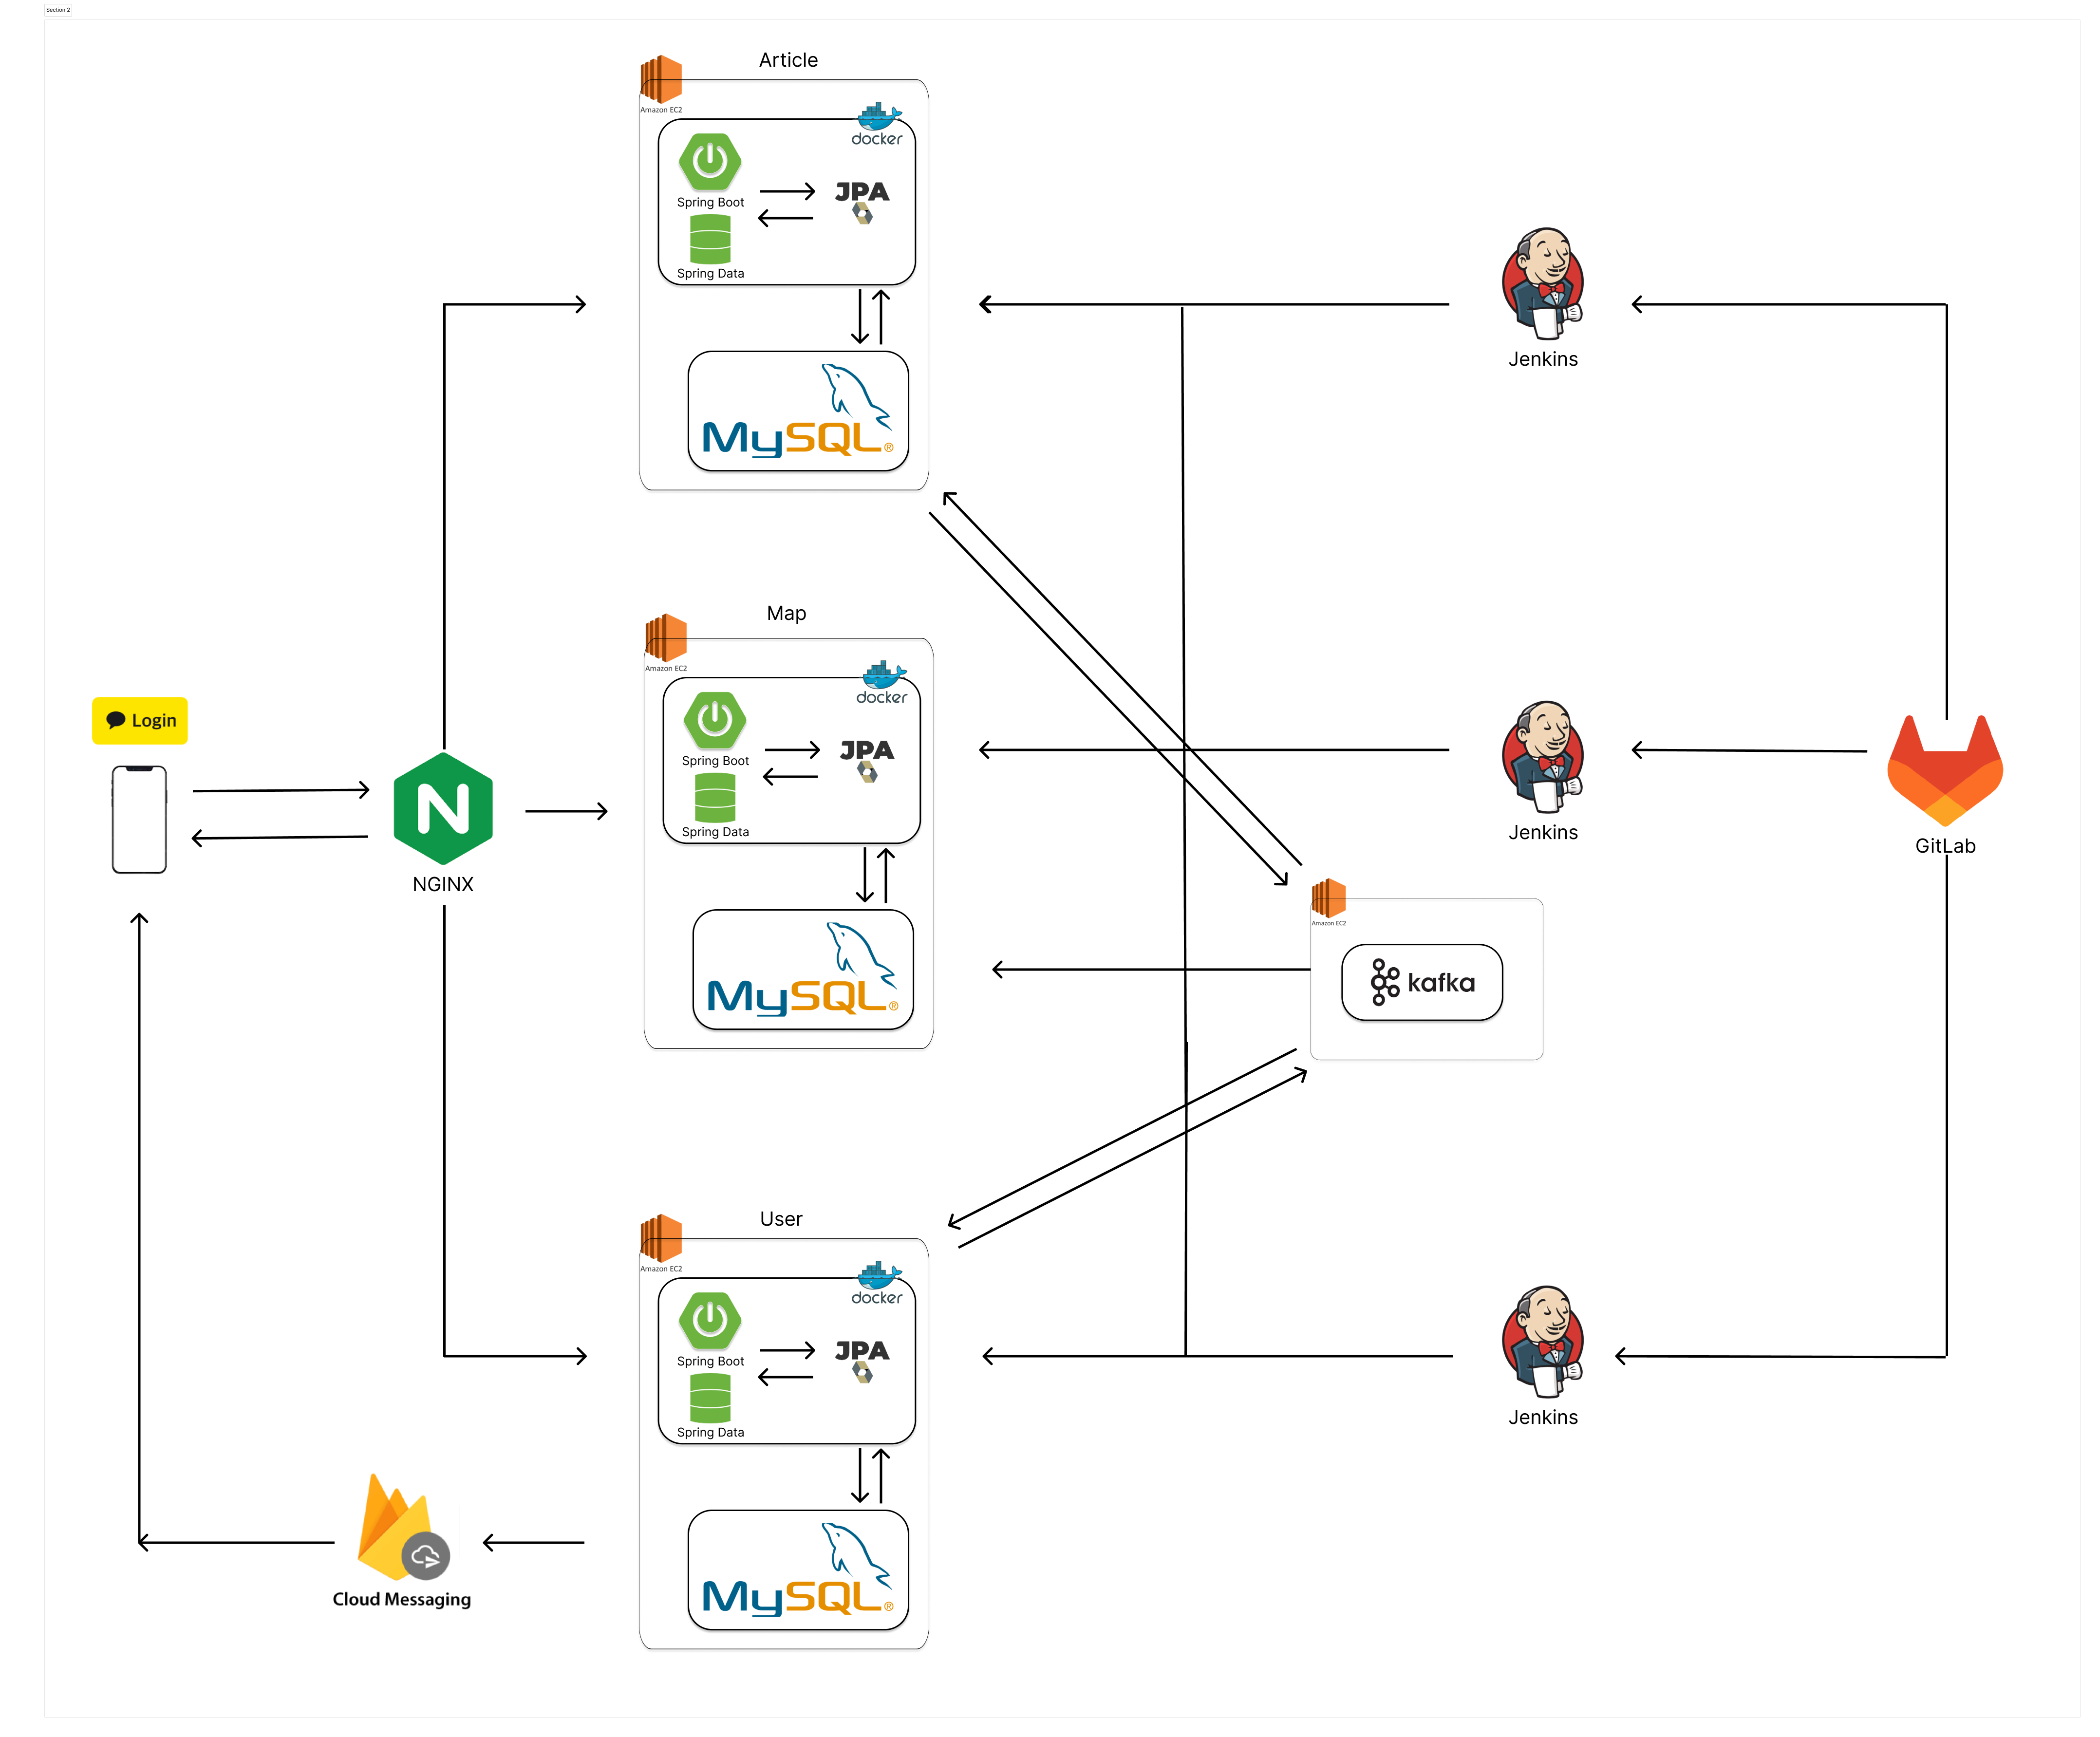 Section 2
Article
Amazon EC2
docker
Spring Boot
JPA
Spring Data
MySQL®
Jenkins
Map
Amazon EC2
docker
Spring Boot
JPA
Spring Data
MySQL®
Login
NGINX
Jenkins
GitLab
Amazon EC2
kafka
User
Amazon EC2
docker
Spring Boot
JPA
Spring Data
MySQL®
Jenkins
Cloud Messaging